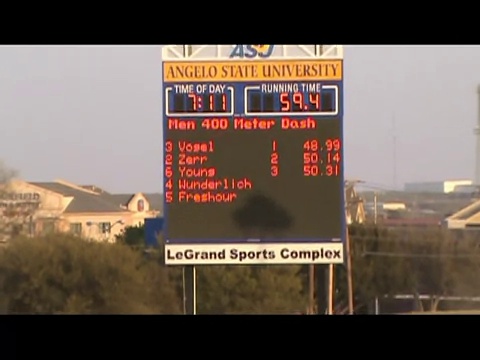 ASU
ANGELO STATE UNIVERSITY
TIME OF DAY RUNNING TIME
7:11 59.4
Men 400 Meter Dash
3 Vogel 1 48.99
2 Zerr 2 50.14
6 Young 3 50.31
4 Wunderlich
5 Freshour
LeGrand Sports Complex